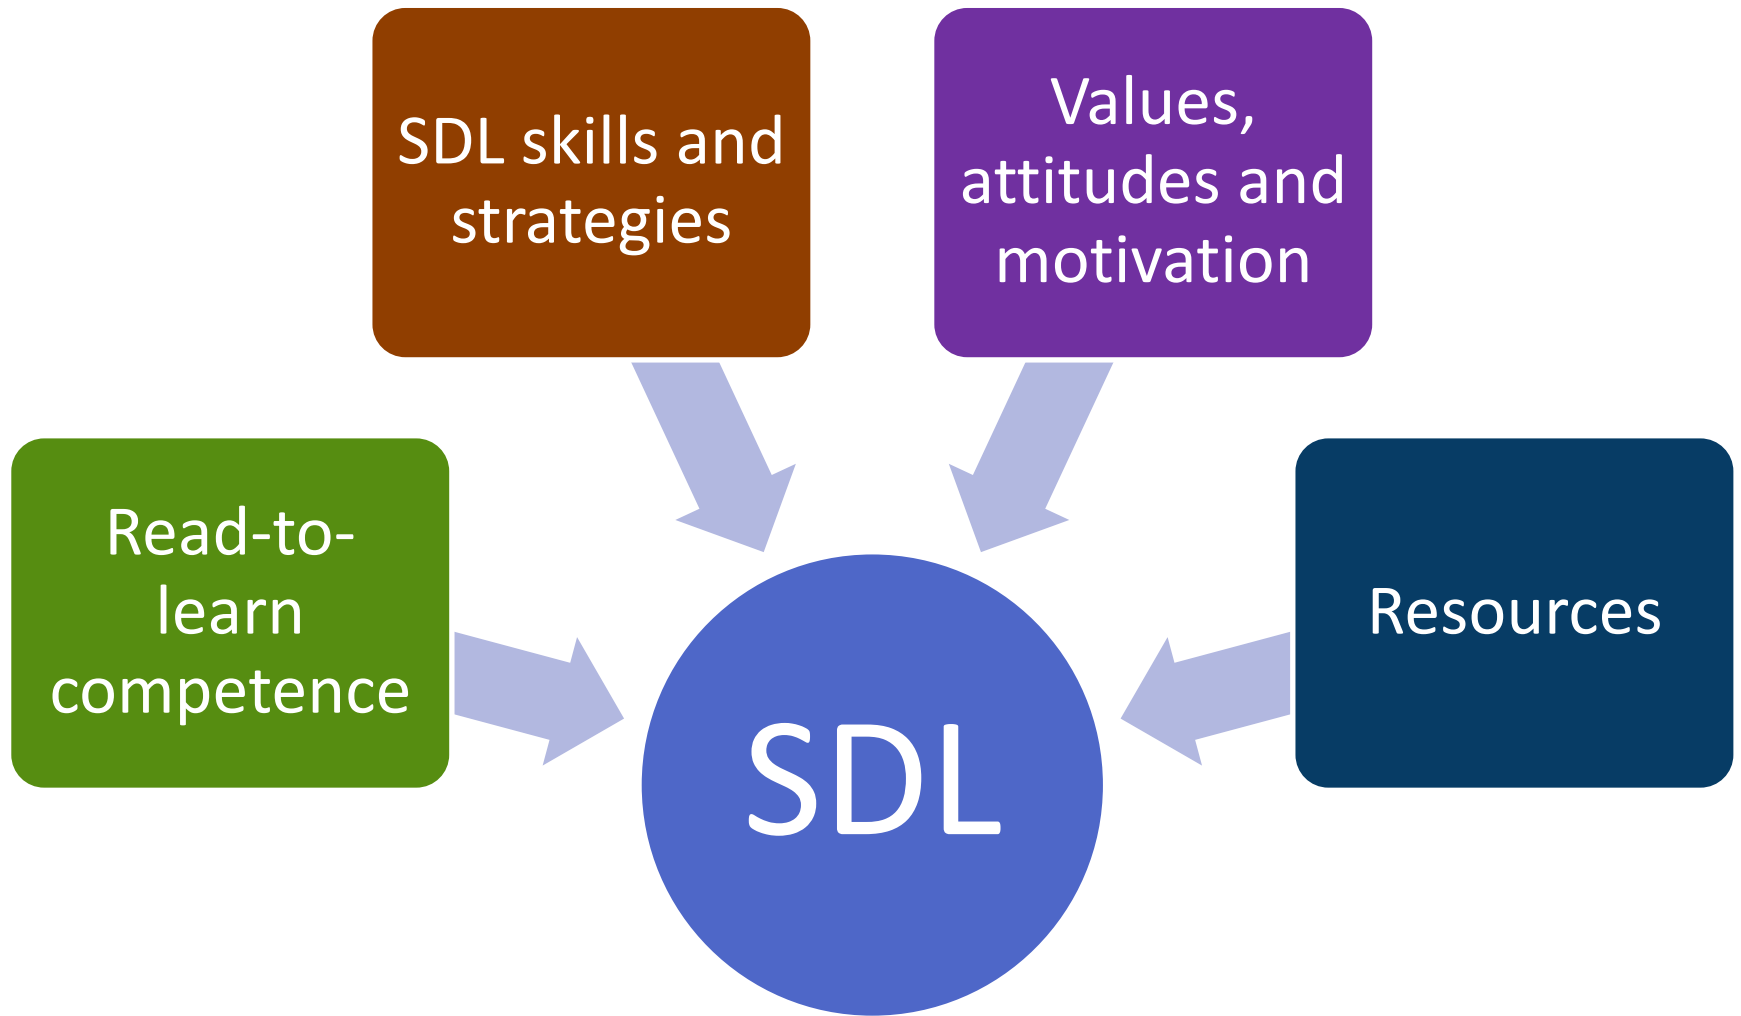 SDL skills and
strategies
Values,
attitudes and
motivation
Read-to-
learn
competence
Resources
SDL